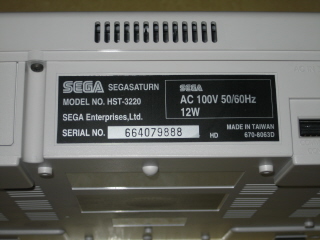 SEGA SEGASATURN
MODEL NO. HST-3220
SEGA Enterprises,Ltd.
SERIAL NO. 664079888
SEGA
AC 100V 50/60Hz
12W
MADE IN TAIWAN
HD 670-8063D